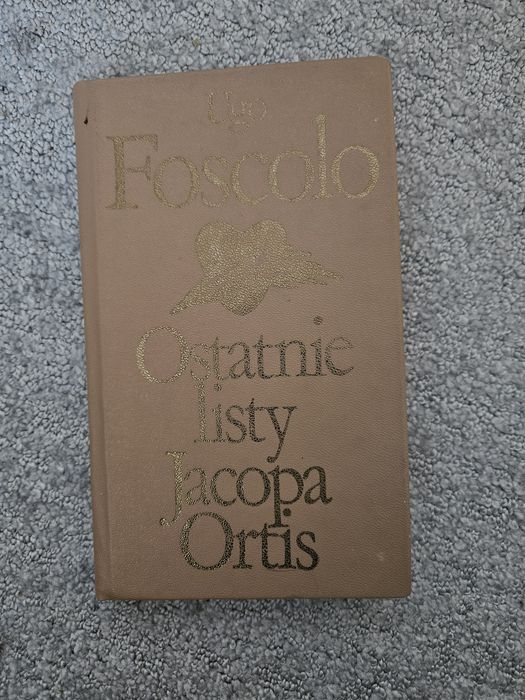 Ugo
Foscolo
Ostatnie
listy
Jacopa
Ortis